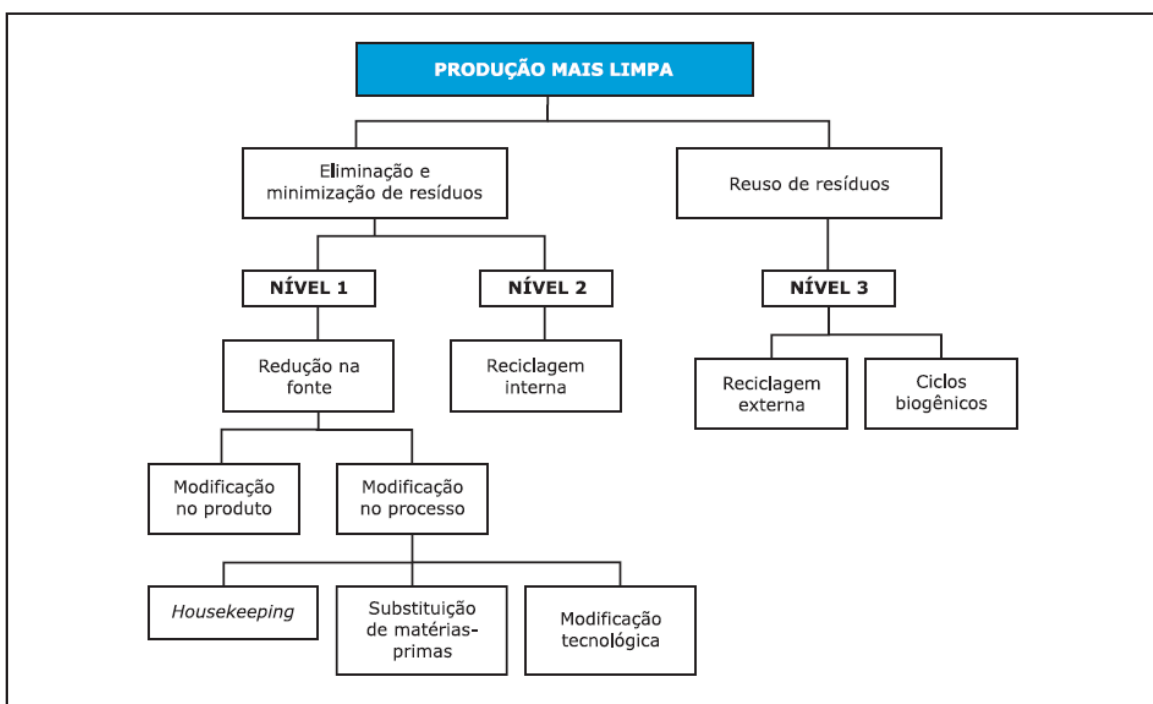 PRODUÇÃO MAIS LIMPA
Eliminação e
minimização de resíduos
Reuso de resíduos
NÍVEL 1
NÍVEL 2
NÍVEL 3
Redução na
fonte
Reciclagem
interna
Reciclagem
externa
Ciclos
biogênicos
Modificação
no produto
Modificação
no processo
Housekeeping
Substituição
de matérias-
primas
Modificação
tecnológica